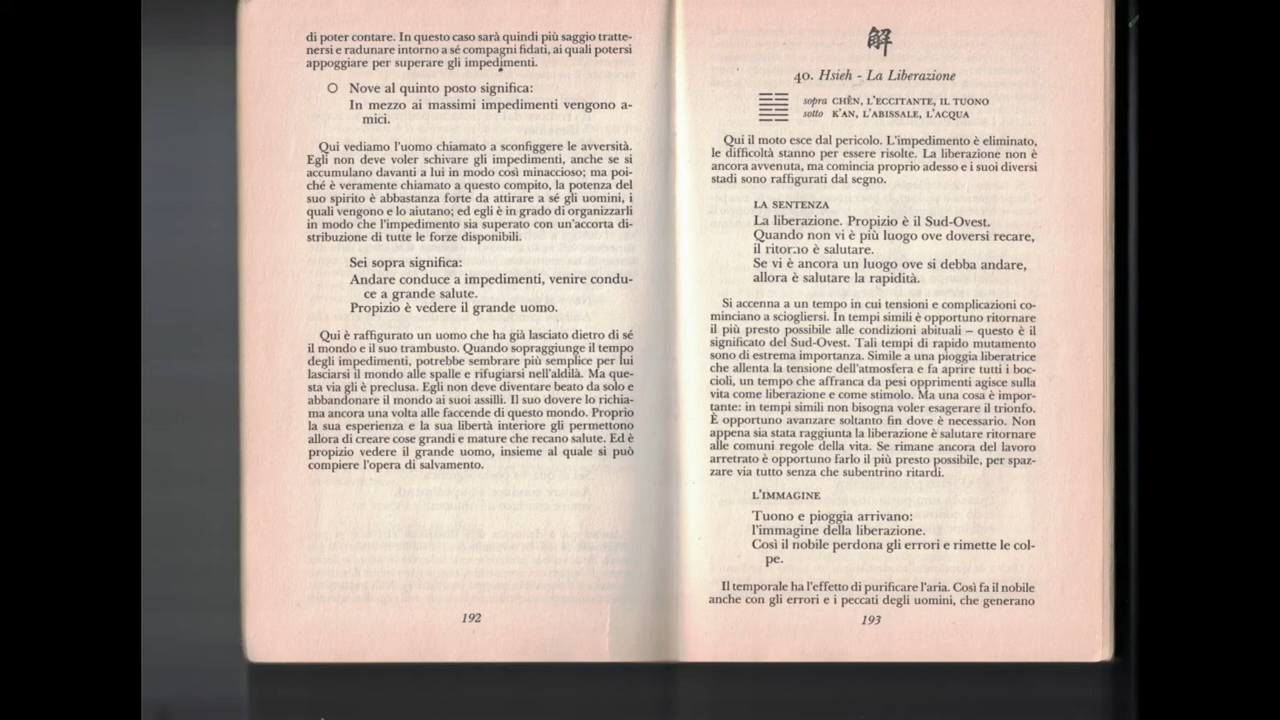 di poter contare. In questo caso sarà quindi più saggio tratte-
nersi e radunare intorno a sé compagni fidati, ai quali potersi
appoggiare per superare gli impedimenti.
Nove al quinto posto significa:
In mezzo ai massimi impedimenti vengono a-
mici.
Qui vediamo l'uomo chiamato a sconfiggere le avversità.
Egli non deve voler schivare gli impedimenti, anche se si
accumulano davanti a lui in modo così minaccioso; ma poi-
ché è veramente chiamato a questo compito, la potenza del
suo spirito è abbastanza forte da attirare a sé gli uomini, i
quali vengono e lo aiutano; ed egli è in grado di organizzarli
in modo che l'impedimento sia superato con un'accorta di-
stribuzione di tutte le forze disponibili.
Sei sopra significa:
Andare conduce a impedimenti, venire condu-
ce a grande salute.
Propizio è vedere il grande uomo.
Qui è raffigurato un uomo che ha già lasciato dietro di sé
il mondo e il suo trambusto. Quando sopraggiunge il tempo
degli impedimenti, potrebbe sembrare più semplice per lui
lasciarsi il mondo alle spalle e rifugiarsi nell'aldilà. Ma que-
sta via gli è preclusa. Egli non deve diventare beato da solo e
abbandonare il mondo ai suoi assilli. Il suo dovere lo richia-
ma ancora una volta alle faccende di questo mondo. Proprio
la sua esperienza e la sua libertà interiore gli permettono
allora di creare cose grandi e mature che recano salute. Ed è
propizio vedere il grande uomo, insieme al quale si può
compiere l'opera di salvamento.
192
解
40. Hsieh - La Liberazione
sopra CHÊN, L'ECCITANTE, IL TUONO
sotto K'AN, L'ABISSALE, L'ACQUA
Qui il moto esce dal pericolo. L'impedimento è eliminato,
le difficoltà stanno per essere risolte. La liberazione non è
ancora avvenuta, ma comincia proprio adesso e i suoi diversi
stadi sono raffigurati dal segno.
LA SENTENZA
La liberazione. Propizio è il Sud-Ovest.
Quando non vi è più luogo ove doversi recare,
il ritorno è salutare.
Se vi è ancora un luogo ove si debba andare,
allora è salutare la rapidità.
Si accenna a un tempo in cui tensioni e complicazioni co-
minciano a sciogliersi. In tempi simili è opportuno ritornare
il più presto possibile alle condizioni abituali – questo è il
significato del Sud-Ovest. Tali tempi di rapido mutamento
sono di estrema importanza. Simile a una pioggia liberatrice
che allenta la tensione dell'atmosfera e fa aprire tutti i boc-
cioli, un tempo che affranca da pesi opprimenti agisce sulla
vita come liberazione e come stimolo. Ma una cosa è impor-
tante: in tempi simili non bisogna voler esagerare il trionfo.
È opportuno avanzare soltanto fin dove è necessario. Non
appena sia stata raggiunta la liberazione è salutare ritornare
alle comuni regole della vita. Se rimane ancora del lavoro
arretrato è opportuno farlo il più presto possibile, per spaz-
zare via tutto senza che subentrino ritardi.
L'IMMAGINE
Tuono e pioggia arrivano:
l'immagine della liberazione.
Così il nobile perdona gli errori e rimette le col-
pe.
Il temporale ha l'effetto di purificare l'aria. Così fa il nobile
anche con gli errori e i peccati degli uomini, che generano
193